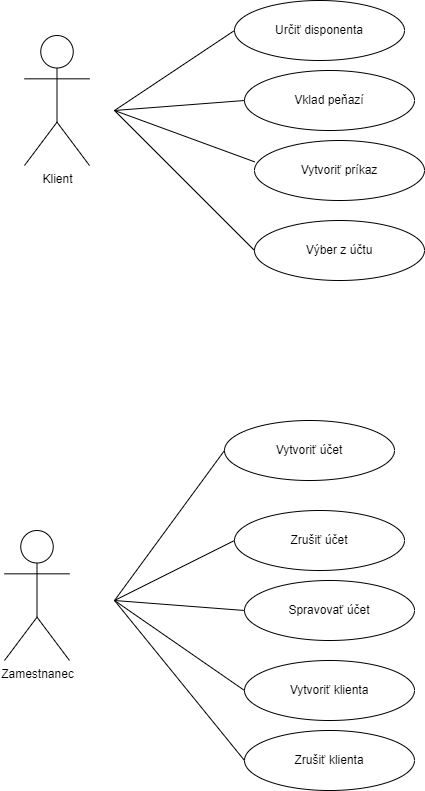 Určiť disponenta
Vklad peňazí
Vytvoriť príkaz
Klient
Výber z účtu
Vytvoriť účet
Zrušiť účet
Spravovať účet
Zamestnanec
Vytvoriť klienta
Zrušiť klienta